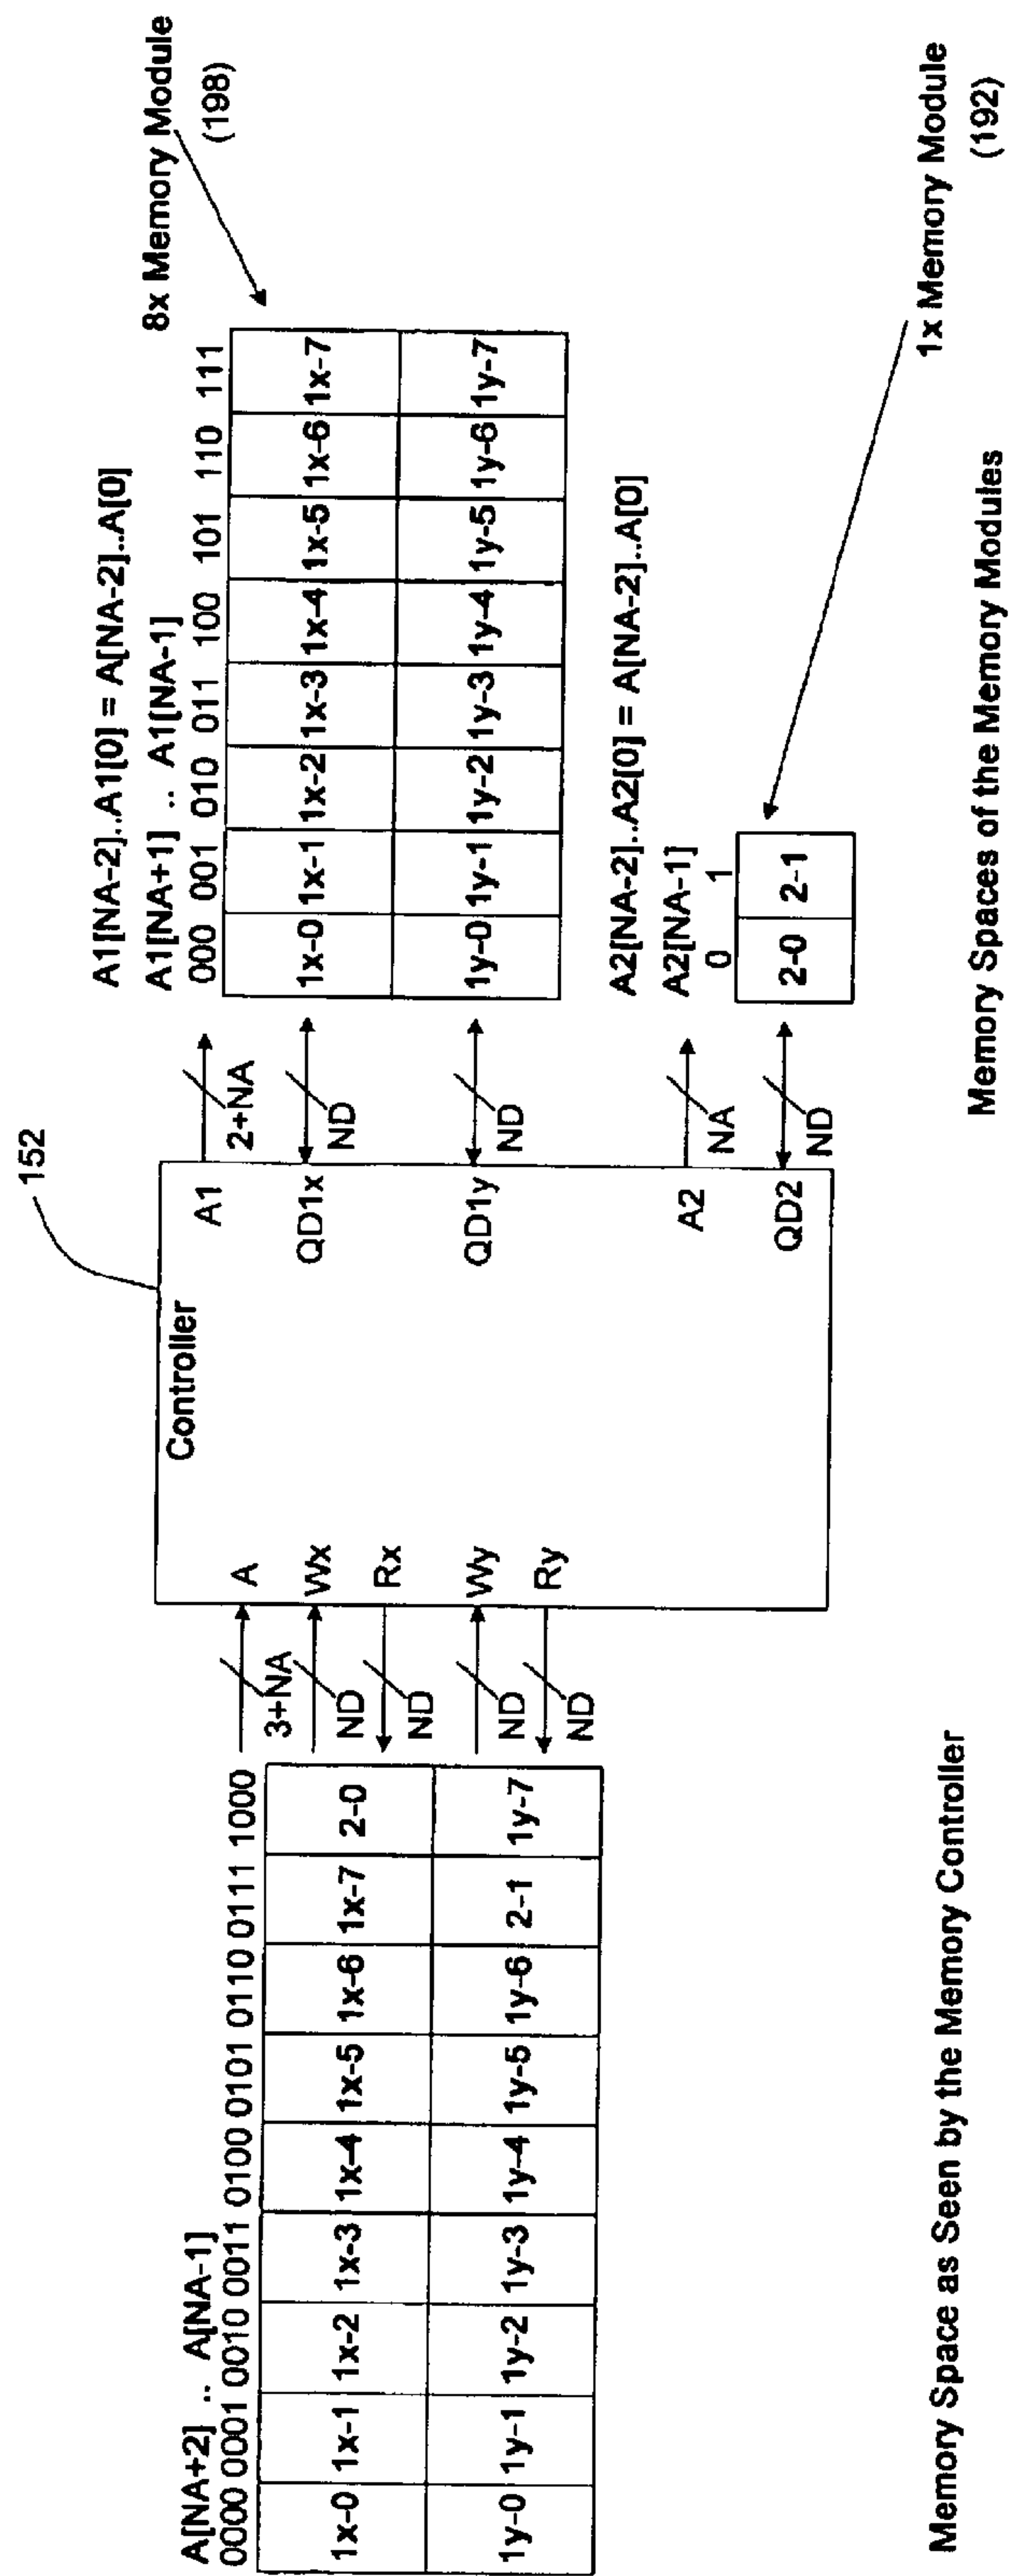 A[NA+2] .. A[NA-1]
0000 0001 0010 0011 0100 0101 0110 0111 1000
1x-0 1x-1 1x-2 1x-3 1x-4 1x-5 1x-6 1x-7 2-0
1y-0 1y-1 1y-2 1y-3 1y-4 1y-5 1y-6 2-1 1y-7
Memory Space as Seen by the Memory Controller
3+NA
ND
ND
ND
ND
152
Controller
A
Wx
Rx
Wy
Ry
A1
QD1x
QD1y
A2
QD2
2+NA
ND
ND
NA
ND
8x Memory Module
(198)
A1[NA-2]..A1[0] = A[NA-2]..A[0]
A1[NA+1] .. A1[NA-1]
000 001 010 011 100 101 110 111
1x-0 1x-1 1x-2 1x-3 1x-4 1x-5 1x-6 1x-7
1y-0 1y-1 1y-2 1y-3 1y-4 1y-5 1y-6 1y-7
A2[NA-2]..A2[0] = A[NA-2]..A[0]
A2[NA-1]
0 1
2-0 2-1
1x Memory Module
(192)
Memory Spaces of the Memory Modules